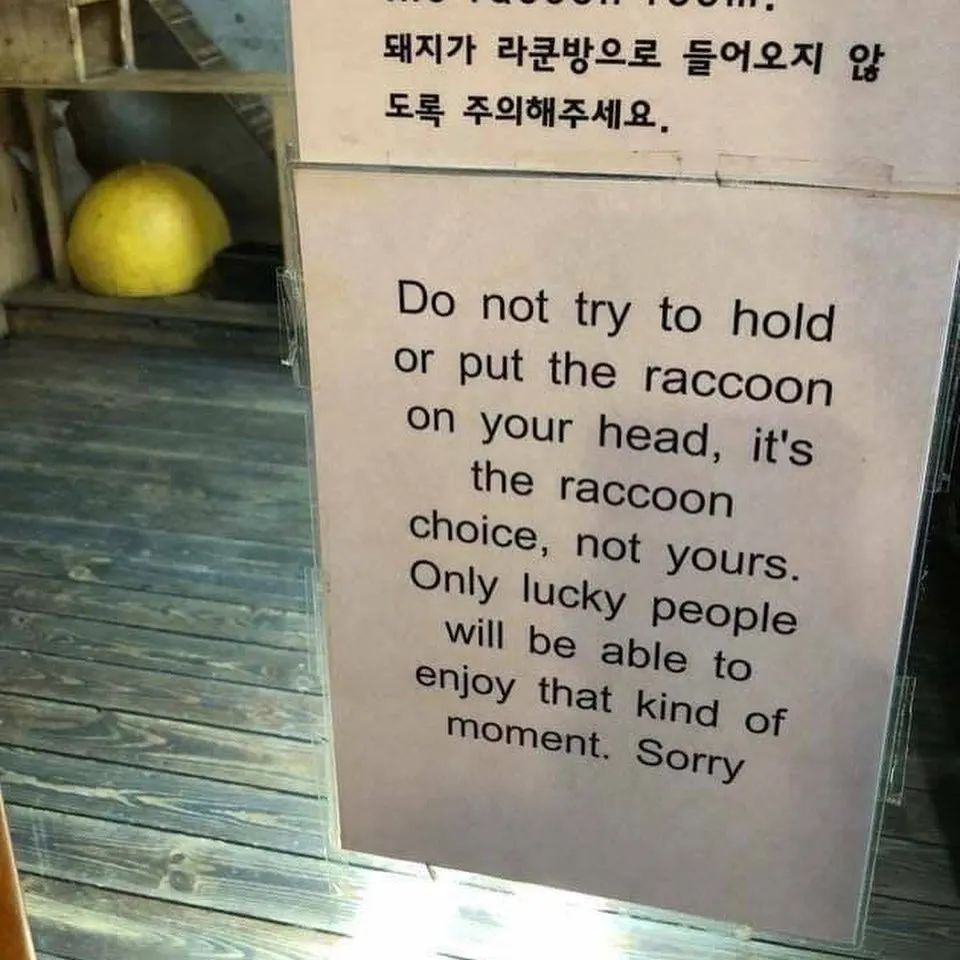 돼지가 라쿤방으로 들어오지 않
도록 주의해주세요.
Do not try to hold
or put the raccoon
on your head, it's
the raccoon
choice, not yours.
Only lucky people
will be able to
enjoy that kind of
moment. Sorry